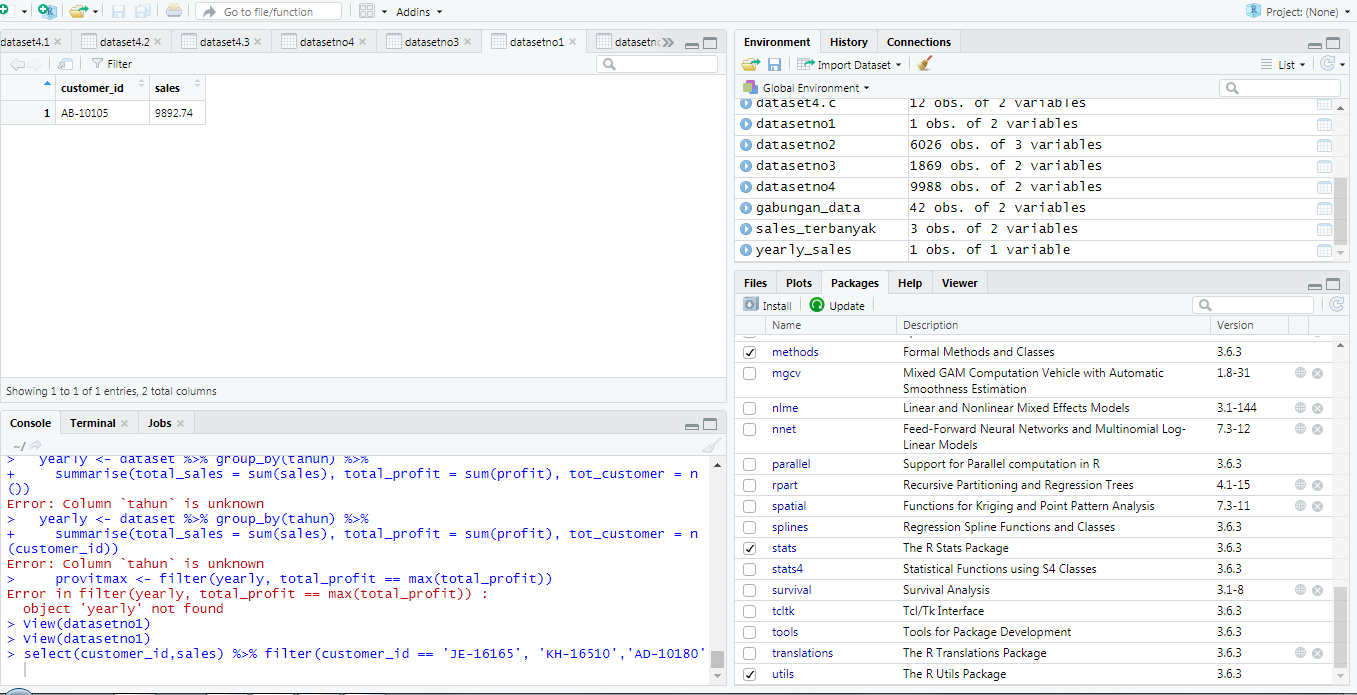 Go to file/function
Addins
Project: (None)
dataset4.1
dataset4.2
dataset4.3
datasetno4
datasetno3
datasetno1
datasetn
Filter
customer_id sales
1 AB-10105 9892.74
Showing 1 to 1 of 1 entries, 2 total columns
Console Terminal Jobs
~/
> yearly <- dataset %>% group_by(tahun) %>%
+ summarise(total_sales = sum(sales), total_profit = sum(profit), tot_customer = n
())
Error: Column `tahun` is unknown
> yearly <- dataset %>% group_by(tahun) %>%
+ summarise(total_sales = sum(sales), total_profit = sum(profit), tot_customer = n
(customer_id))
Error: Column `tahun` is unknown
> provitmax <- filter(yearly, total_profit == max(total_profit))
Error in filter(yearly, total_profit == max(total_profit)) :
object 'yearly' not found
> View(datasetno1)
> View(datasetno1)
> select(customer_id,sales) %>% filter(customer_id == 'JE-16165', 'KH-16510','AD-10180'
Environment History Connections
Import Dataset
List
Global Environment
dataset4.c 12 obs. of 2 variables
datasetno1 1 obs. of 2 variables
datasetno2 6026 obs. of 3 variables
datasetno3 1869 obs. of 2 variables
datasetno4 9988 obs. of 2 variables
gabungan_data 42 obs. of 2 variables
sales_terbanyak 3 obs. of 2 variables
yearly_sales 1 obs. of 1 variable
Files Plots Packages Help Viewer
Install Update
Name Description Version
methods Formal Methods and Classes 3.6.3
mgcv Mixed GAM Computation Vehicle with Automatic 1.8-31
Smoothness Estimation
nlme Linear and Nonlinear Mixed Effects Models 3.1-144
nnet Feed-Forward Neural Networks and Multinomial Log- 7.3-12
Linear Models
parallel Support for Parallel computation in R 3.6.3
rpart Recursive Partitioning and Regression Trees 4.1-15
spatial Functions for Kriging and Point Pattern Analysis 7.3-11
splines Regression Spline Functions and Classes 3.6.3
stats The R Stats Package 3.6.3
stats4 Statistical Functions using S4 Classes 3.6.3
survival Survival Analysis 3.1-8
tcltk Tcl/Tk Interface 3.6.3
tools Tools for Package Development 3.6.3
translations The R Translations Package 3.6.3
utils The R Utils Package 3.6.3